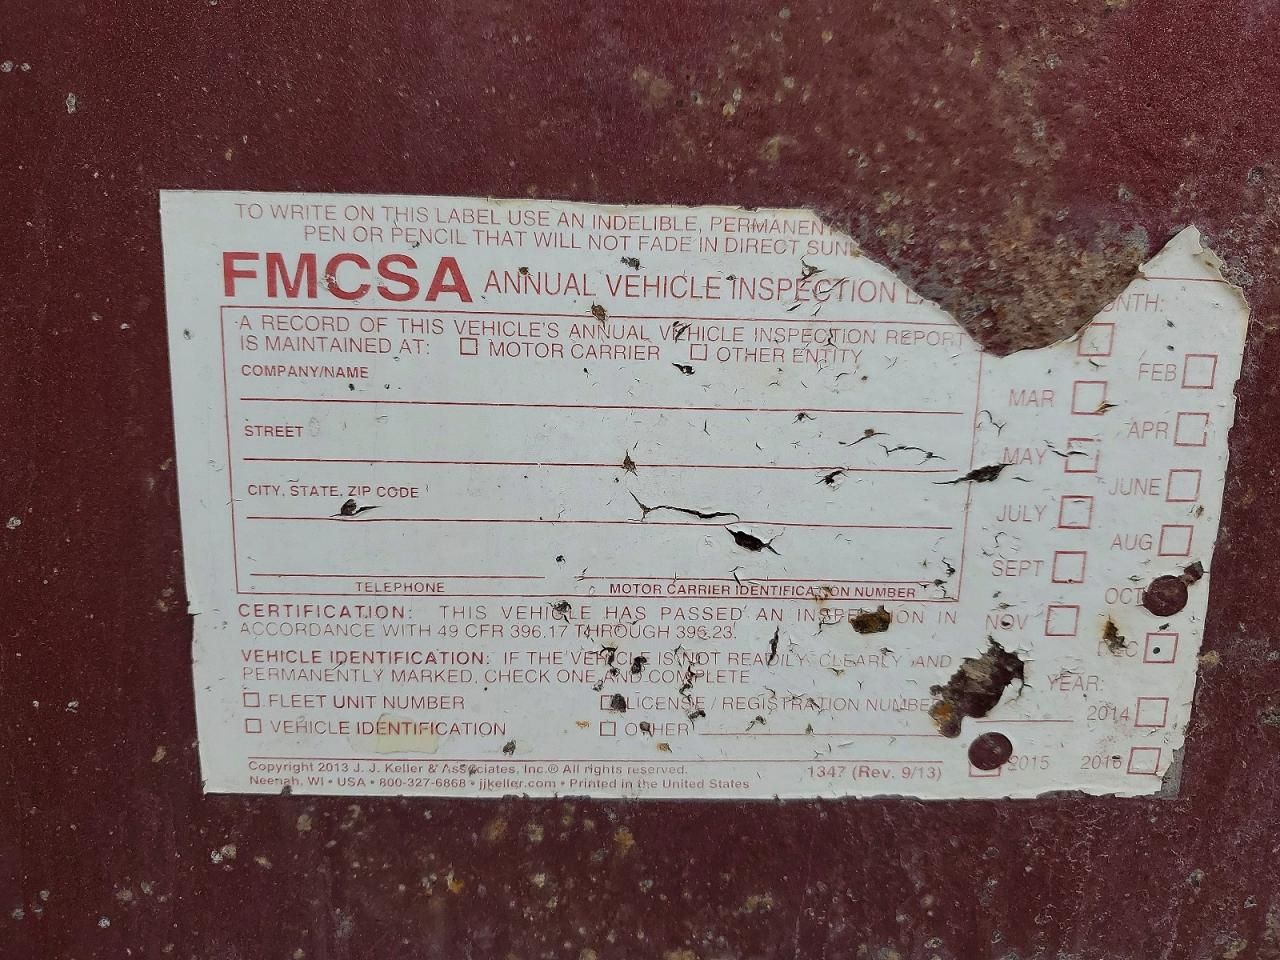 TO WRITE ON THIS LABEL USE AN INDELIBLE, PERMANENT
PEN OR PENCIL THAT WILL NOT FADE IN DIRECT SUN
FMCSA ANNUAL VEHICLE INSPECTION
A RECORD OF THIS VEHICLE'S ANNUAL VEHICLE INSPECTION REPORT
IS MAINTAINED AT: MOTOR CARRIER OTHER ENTITY
COMPANY/NAME
STREET
CITY, STATE, ZIP CODE
TELEPHONE MOTOR CARRIER IDENTIFICATION NUMBER
CERTIFICATION: THIS VEHICLE HAS PASSED AN INSPECTION IN
ACCORDANCE WITH 49 CFR 396.17 THROUGH 396.23.
VEHICLE IDENTIFICATION: IF THE VEHICLE IS NOT READILY, CLEARLY AND
PERMANENTLY MARKED, CHECK ONE AND COMPLETE
FLEET UNIT NUMBER LICENSE / REGISTRATION NUMBER
VEHICLE IDENTIFICATION OTHER
Copyright 2013 J. J. Keller & Associates, Inc.® All rights reserved.
Neenah, WI • USA • 800-327-6868 • jjkeller.com • Printed in the United States
1347 (Rev. 9/13)
ONTH:
FEB
MAR
APR
MAY
JUNE
JULY
AUG
SEPT
OCT
NOV
DEC
YEAR:
2014
2015 2016